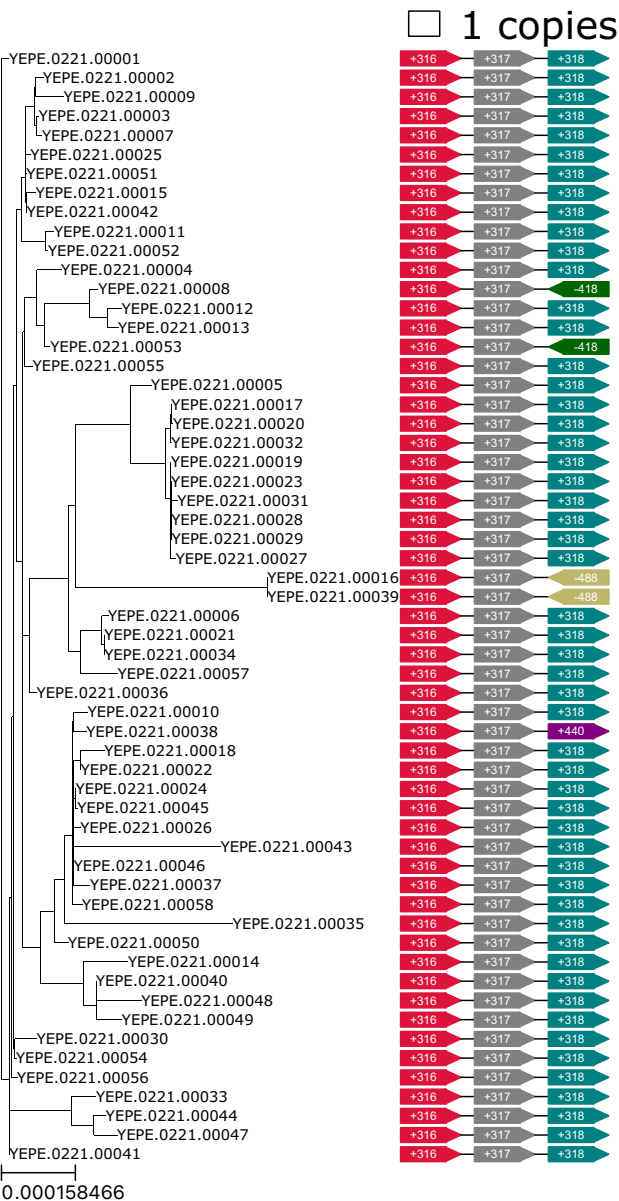 1 copies
YEPE.0221.00001 +316 +317 +318
YEPE.0221.00002 +316 +317 +318
YEPE.0221.00009 +316 +317 +318
YEPE.0221.00003 +316 +317 +318
YEPE.0221.00007 +316 +317 +318
YEPE.0221.00025 +316 +317 +318
YEPE.0221.00051 +316 +317 +318
YEPE.0221.00015 +316 +317 +318
YEPE.0221.00042 +316 +317 +318
YEPE.0221.00011 +316 +317 +318
YEPE.0221.00052 +316 +317 +318
YEPE.0221.00004 +316 +317 +318
YEPE.0221.00008 +316 +317 -418
YEPE.0221.00012 +316 +317 +318
YEPE.0221.00013 +316 +317 +318
YEPE.0221.00053 +316 +317 -418
YEPE.0221.00055 +316 +317 +318
YEPE.0221.00005 +316 +317 +318
YEPE.0221.00017 +316 +317 +318
YEPE.0221.00020 +316 +317 +318
YEPE.0221.00032 +316 +317 +318
YEPE.0221.00019 +316 +317 +318
YEPE.0221.00023 +316 +317 +318
YEPE.0221.00031 +316 +317 +318
YEPE.0221.00028 +316 +317 +318
YEPE.0221.00029 +316 +317 +318
YEPE.0221.00027 +316 +317 +318
YEPE.0221.00016 +316 +317 -488
YEPE.0221.00039 +316 +317 -488
YEPE.0221.00006 +316 +317 +318
YEPE.0221.00021 +316 +317 +318
YEPE.0221.00034 +316 +317 +318
YEPE.0221.00057 +316 +317 +318
YEPE.0221.00036 +316 +317 +318
YEPE.0221.00010 +316 +317 +318
YEPE.0221.00038 +316 +317 +440
YEPE.0221.00018 +316 +317 +318
YEPE.0221.00022 +316 +317 +318
YEPE.0221.00024 +316 +317 +318
YEPE.0221.00045 +316 +317 +318
YEPE.0221.00026 +316 +317 +318
YEPE.0221.00043 +316 +317 +318
YEPE.0221.00046 +316 +317 +318
YEPE.0221.00037 +316 +317 +318
YEPE.0221.00058 +316 +317 +318
YEPE.0221.00035 +316 +317 +318
YEPE.0221.00050 +316 +317 +318
YEPE.0221.00014 +316 +317 +318
YEPE.0221.00040 +316 +317 +318
YEPE.0221.00048 +316 +317 +318
YEPE.0221.00049 +316 +317 +318
YEPE.0221.00030 +316 +317 +318
YEPE.0221.00054 +316 +317 +318
YEPE.0221.00056 +316 +317 +318
YEPE.0221.00033 +316 +317 +318
YEPE.0221.00044 +316 +317 +318
YEPE.0221.00047 +316 +317 +318
YEPE.0221.00041 +316 +317 +318
0.000158466